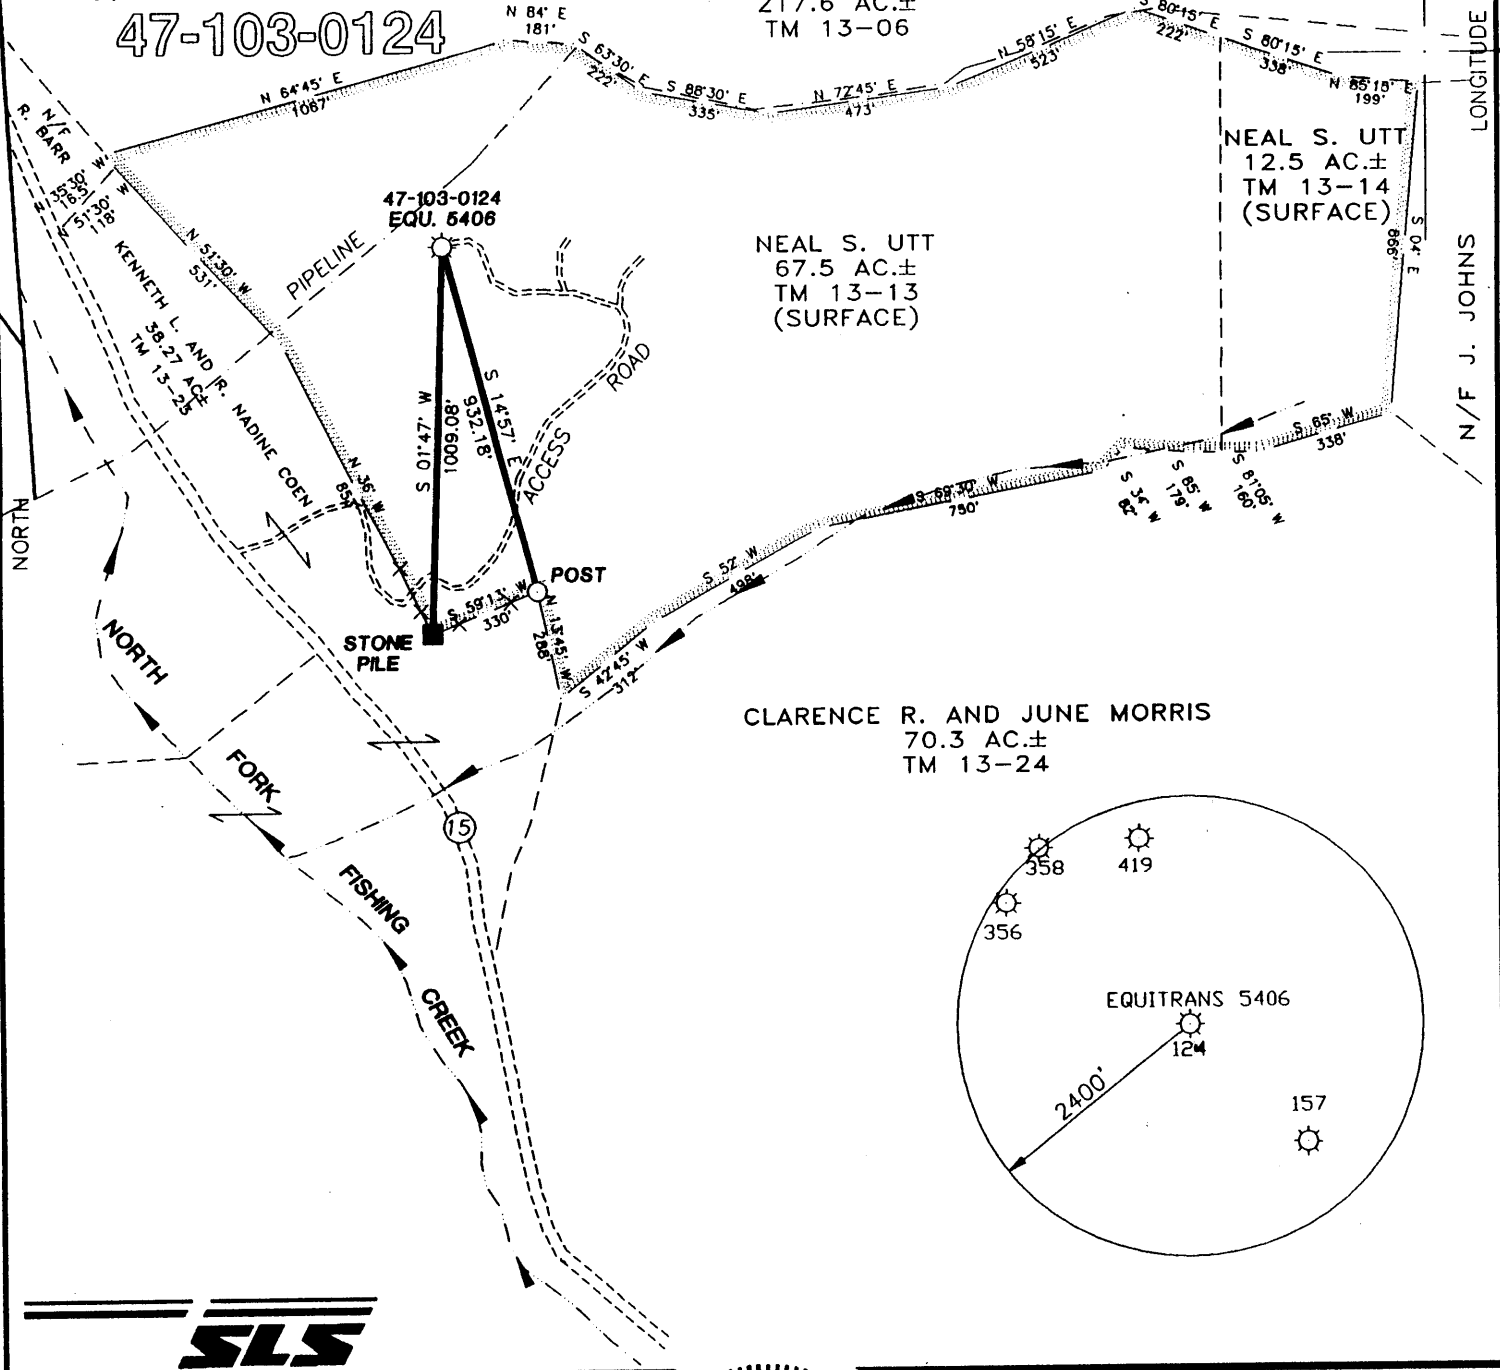 47-103-0124
217.6 AC.±
TM 13-06
N 84° E
181'
S 63°30' E
222'
S 88°30' E
335'
N 72°45' E
473'
N 58°15' E
523'
S 80°15' E
222'
S 80°15' E
338'
N 85°15' E
199'
LONGITUDE
N 64°45' E
1067'
N/F
R. BARR
N 35°30' W
16.5'
N 51°30' W
118'
N 51°30' W
531'
PIPELINE
47-103-0124
EQU. 5406
NEAL S. UTT
67.5 AC.±
TM 13-13
(SURFACE)
NEAL S. UTT
12.5 AC.±
TM 13-14
(SURFACE)
S 04° E
866'
N/F J. JOHNS
KENNETH L. AND R. NADINE COEN
38.27 AC±
TM 13-23
S 01°47' W
1009.08'
S 14°57' E
932.18'
ACCESS ROAD
N 36° W
S 65° W
338'
S 81°05' W
160'
S 85° W
179'
S 34° W
S 69°30' W
750'
S 52° W
498'
S 42°45' W
312'
N 13°45' W
288'
S 59°13' W
330'
POST
STONE
PILE
NORTH
NORTH
FORK
FISHING
CREEK
15
CLARENCE R. AND JUNE MORRIS
70.3 AC.±
TM 13-24
358
419
356
EQUITRANS 5406
124
2400'
157
SLS